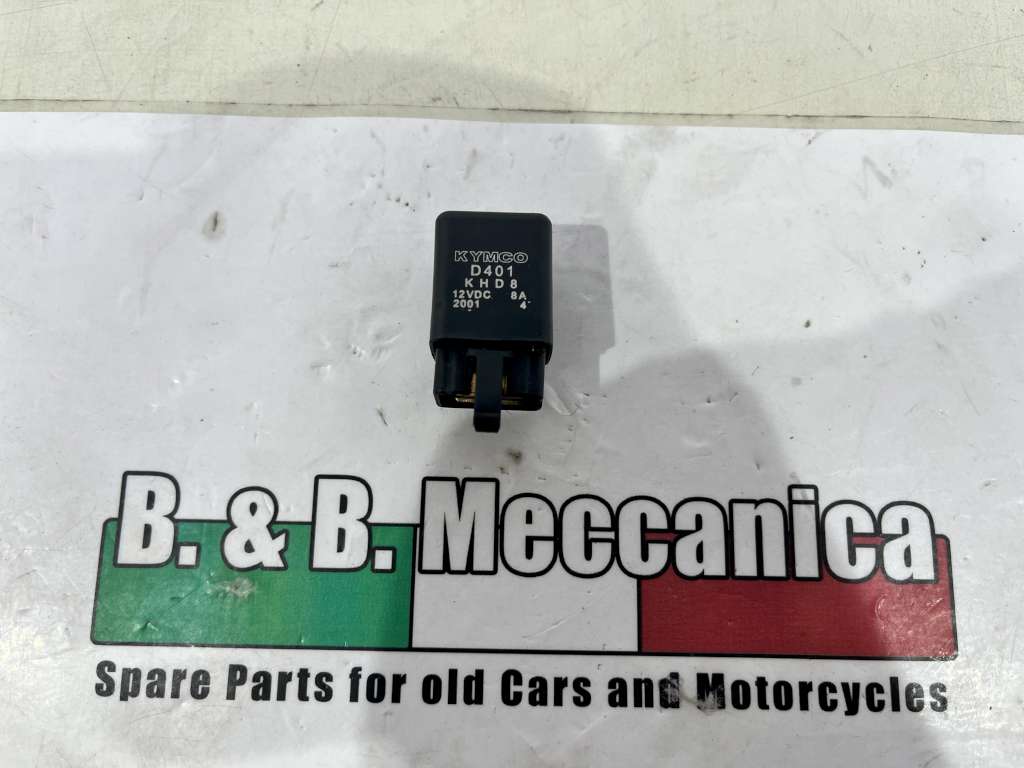 KYMCO
D401
KHD8
12VDC 8A
2001 4
B. & B. Meccanica
Spare Parts for old Cars and Motorcycles